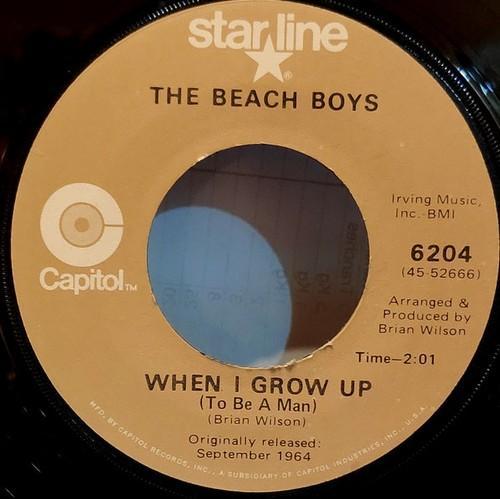 starline
®
THE BEACH BOYS
Irving Music,
Inc.-BMI
6204
(45-52666)
Capitol™
Arranged &
Produced by
Brian Wilson
Time—2:01
WHEN I GROW UP
(To Be A Man)
(Brian Wilson)
Originally released:
September 1964
MFD. BY CAPITOL RECORDS, INC., A SUBSIDIARY OF CAPITOL INDUSTRIES, INC., U.S.A.